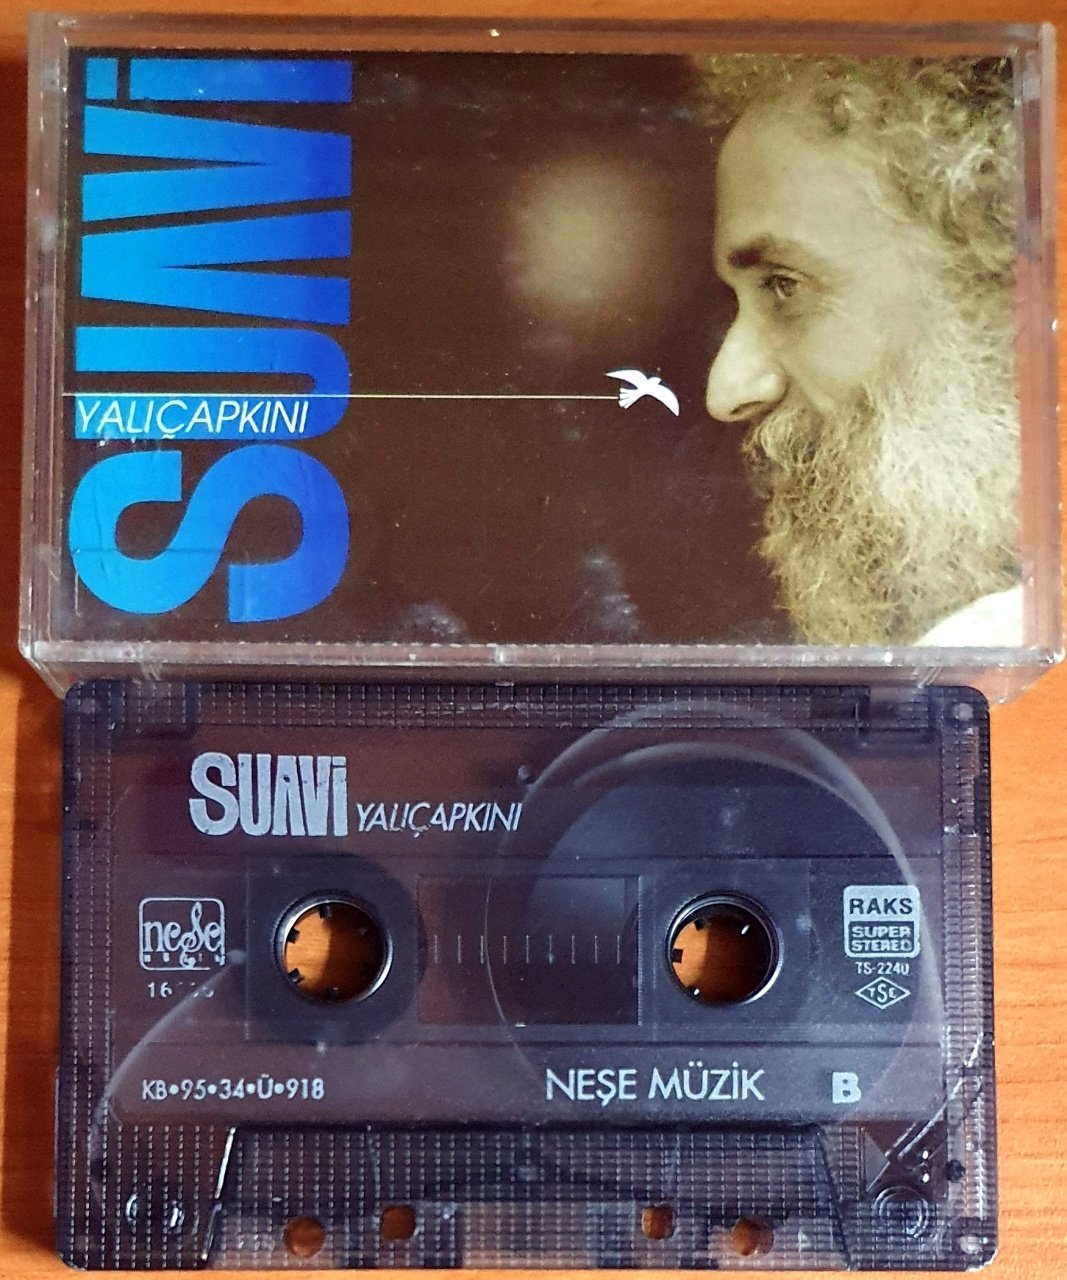 SUAVi
YALIÇAPKINI
SUAVi YALIÇAPKINI
neşe
RAKS
SUPER
STEREO
TS-2240
TSE
KB•95•34•Ü•918
NEŞE MÜZİK
B